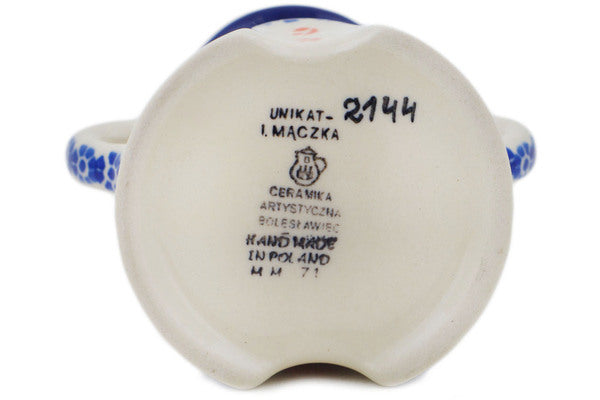 UNIKAT- 2144
I. MĄCZKA
CERAMIKA
ARTYSTYCZNA
BOLESŁAWIEC
HAND MADE
IN POLAND
M M 71